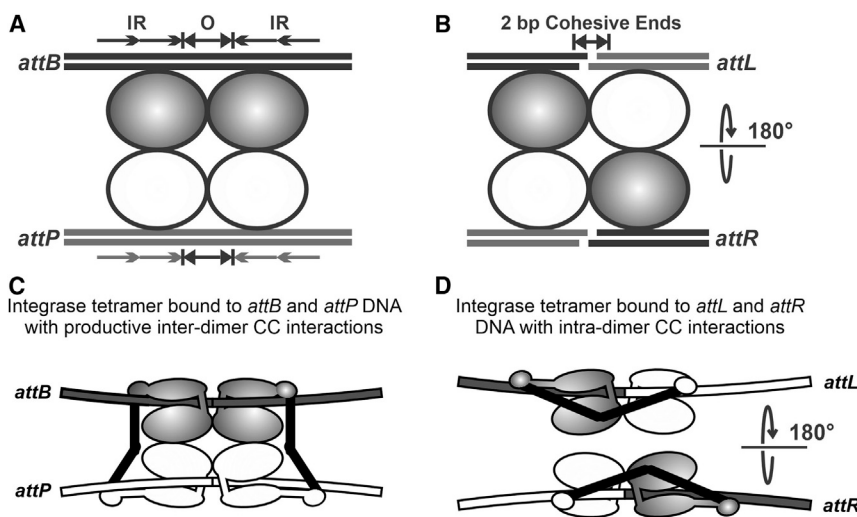 A
IR O IR
attB
attP
B
2 bp Cohesive Ends
attL
180°
attR
C
Integrase tetramer bound to attB and attP DNA
with productive inter-dimer CC interactions
attB
attP
D
Integrase tetramer bound to attL and attR
DNA with intra-dimer CC interactions
attL
180°
attR